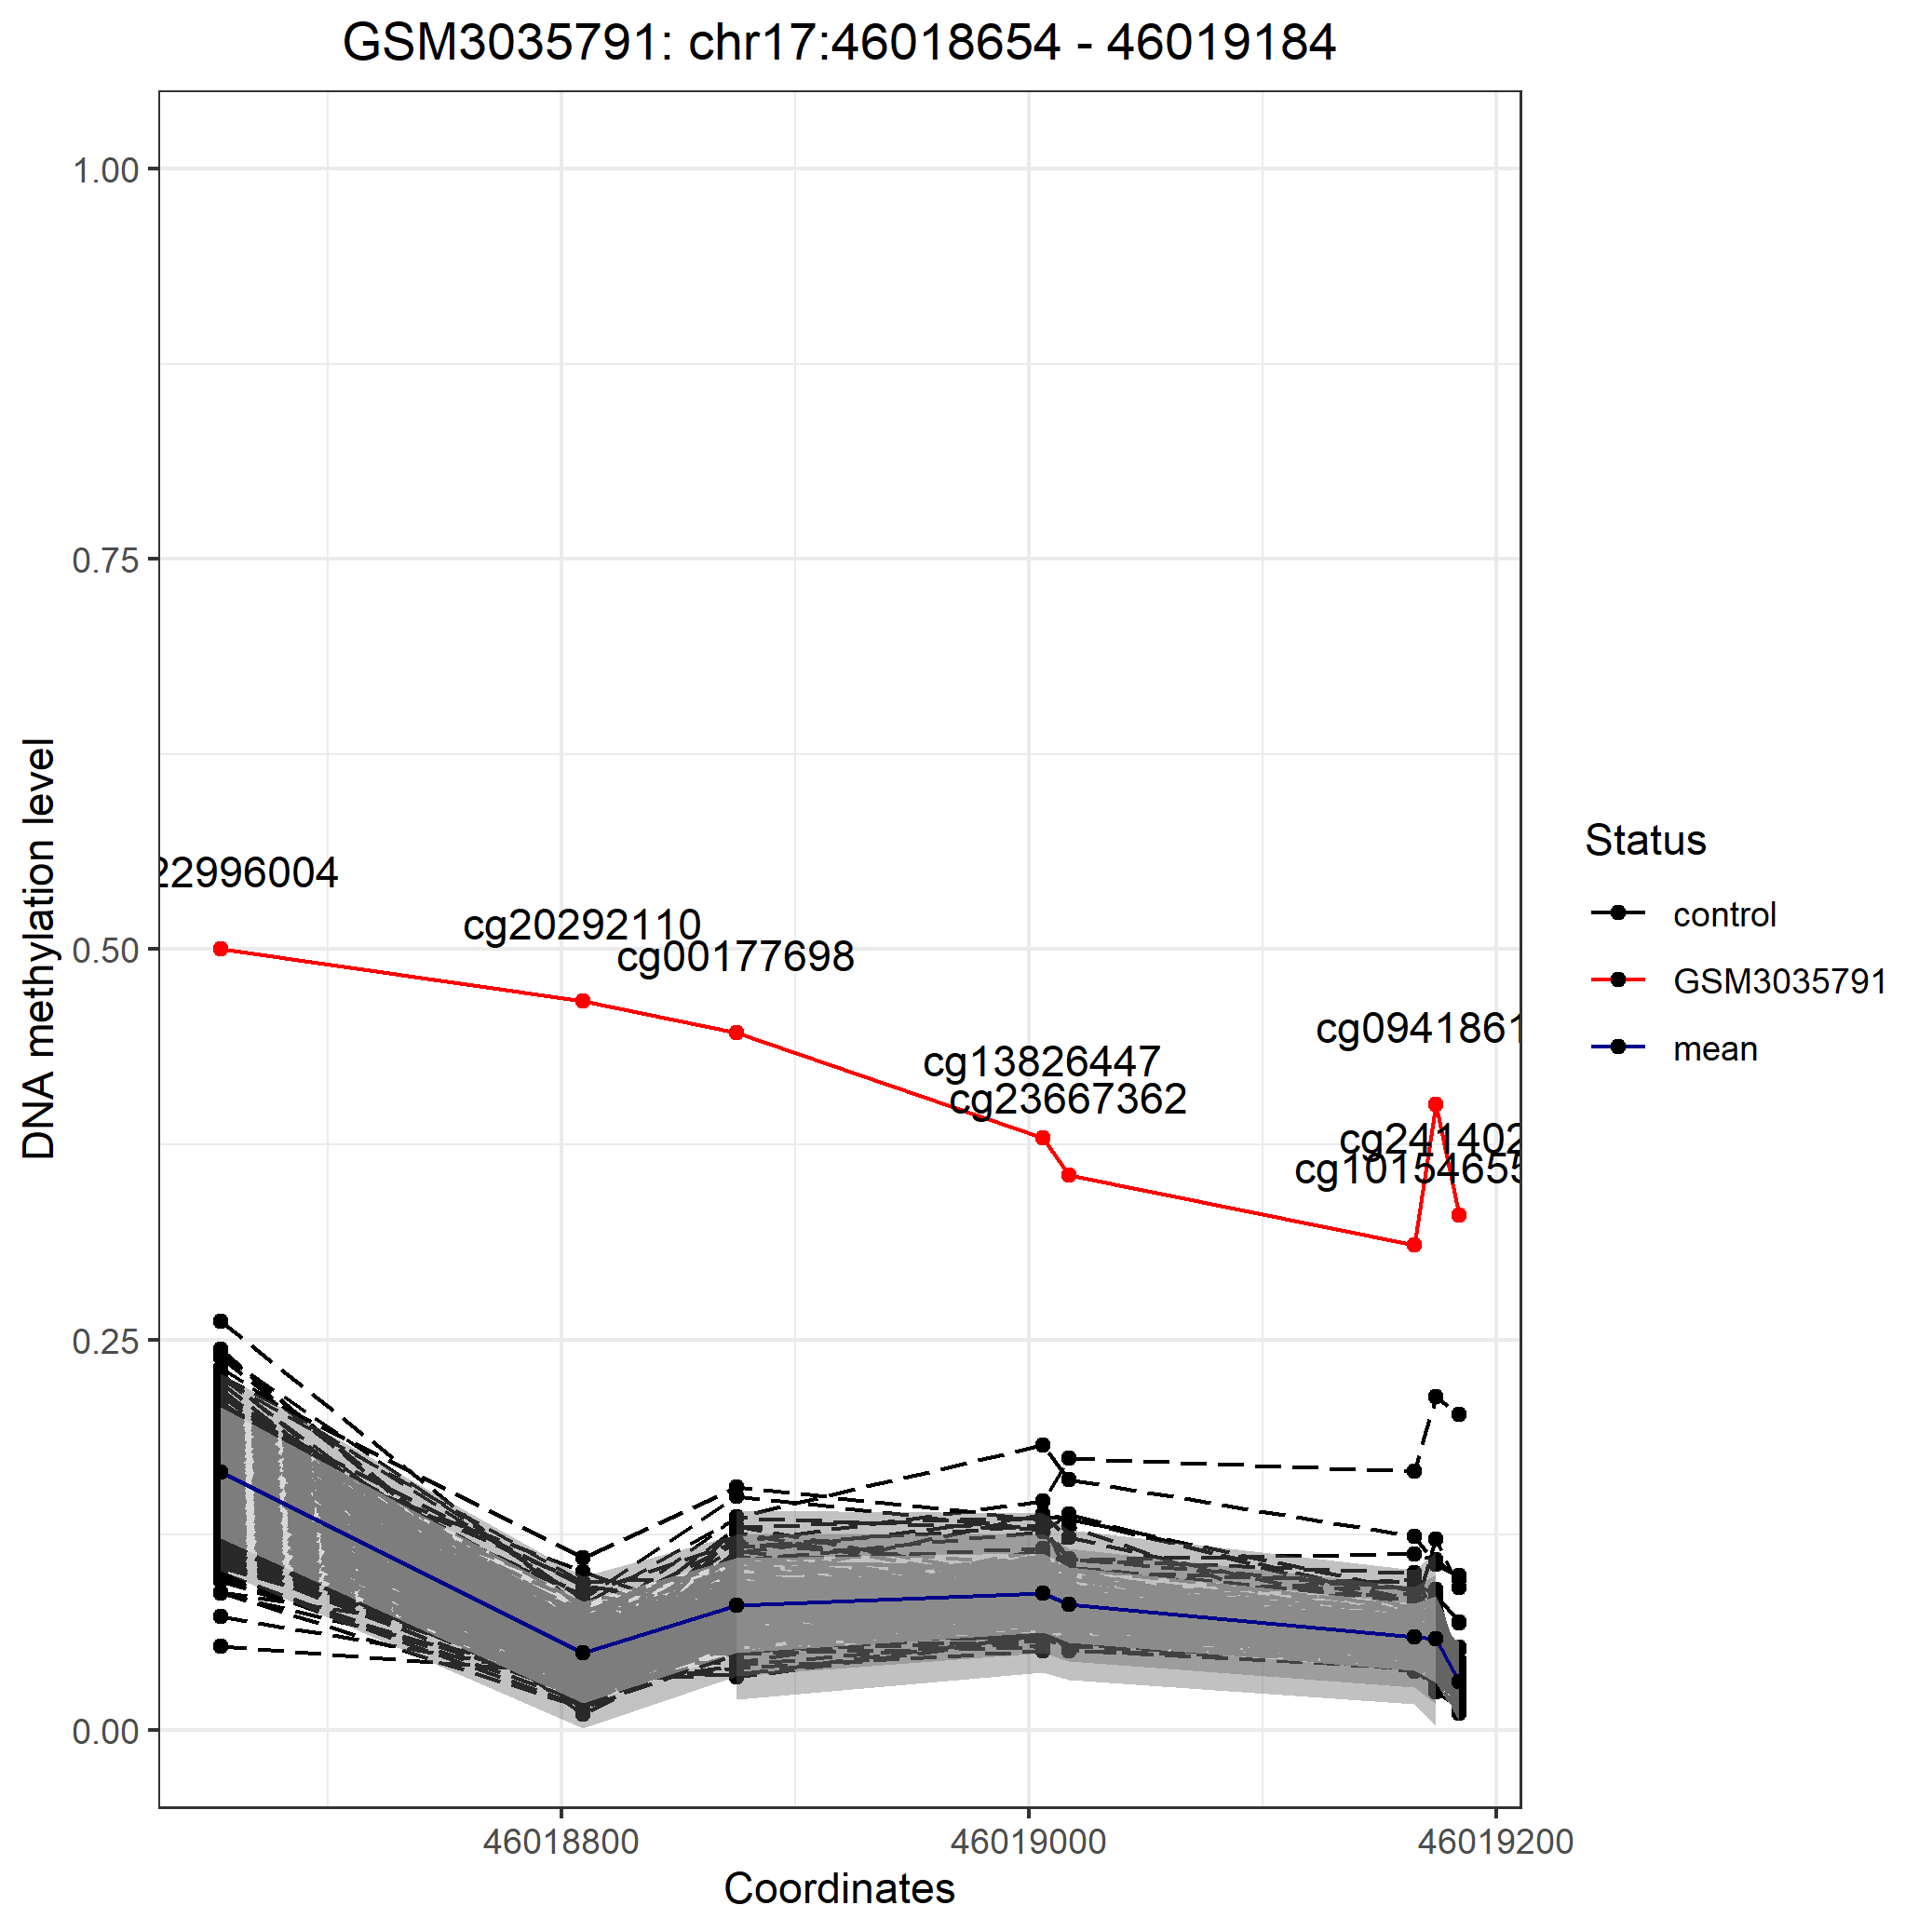 GSM3035791: chr17:46018654 - 46019184
1.00
0.75
0.50
0.25
0.00
DNA methylation level
22996004
cg20292110
cg00177698
cg13826447
cg23667362
cg0941861
cg241402
cg10154655
46018800
46019000
46019200
Coordinates
Status
control
GSM3035791
mean